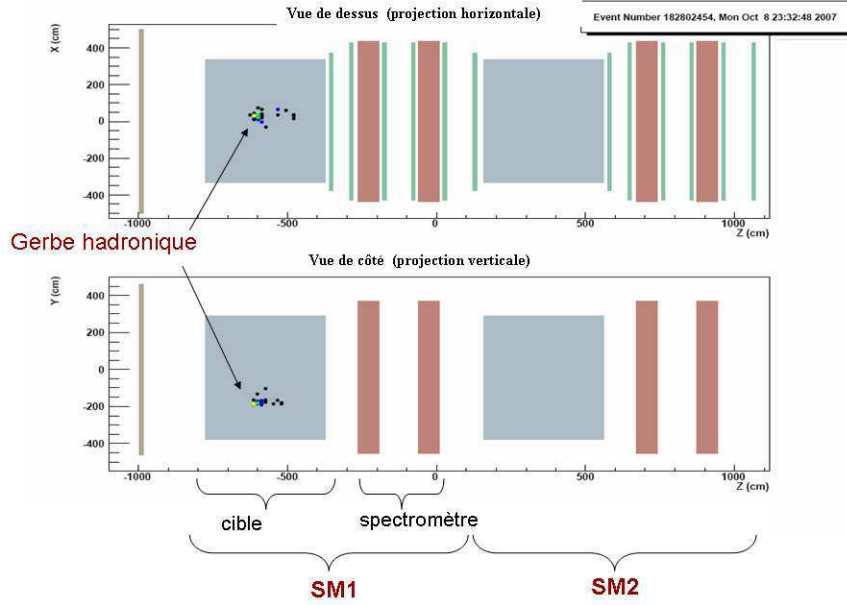 Vue de dessus (projection horizontale)
Event Number 182802454, Mon Oct 8 23:32:48 2007
X (cm)
400
200
0
-200
-400
-1000
-500
0
500
1000
Z (cm)
Gerbe hadronique
Vue de côté (projection verticale)
Y (cm)
400
200
0
-200
-400
-1000
-500
0
500
1000
Z (cm)
cible
spectromètre
SM1
SM2